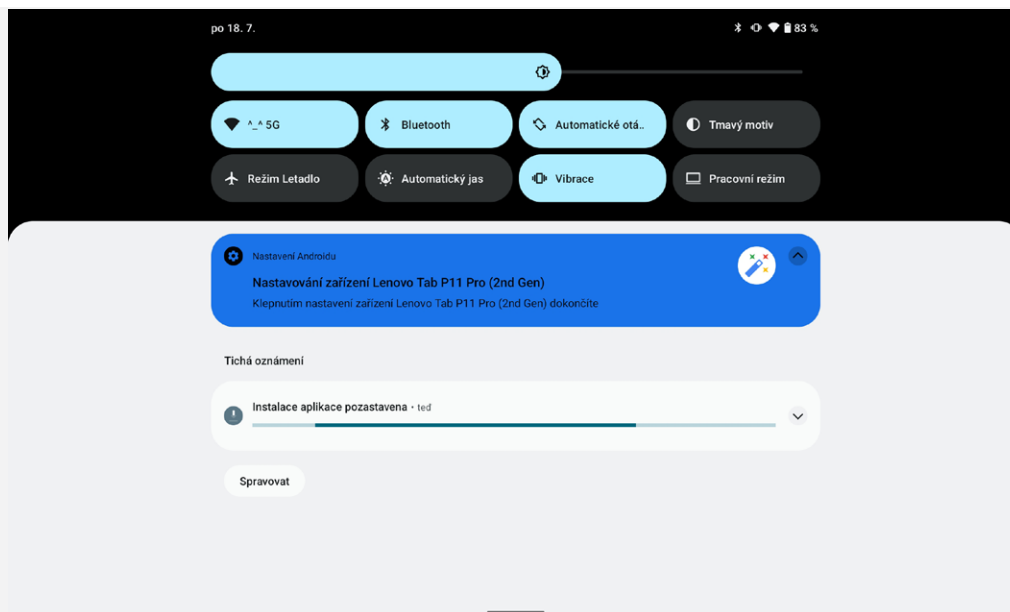 po 18. 7.
83 %
^_^ 5G
Bluetooth
Automatické otá..
Tmavý motiv
Režim Letadlo
Automatický jas
Vibrace
Pracovní režim
Nastavení Androidu
Nastavování zařízení Lenovo Tab P11 Pro (2nd Gen)
Klepnutím nastavení zařízení Lenovo Tab P11 Pro (2nd Gen) dokončíte
Tichá oznámení
Instalace aplikace pozastavena • teď
Spravovat